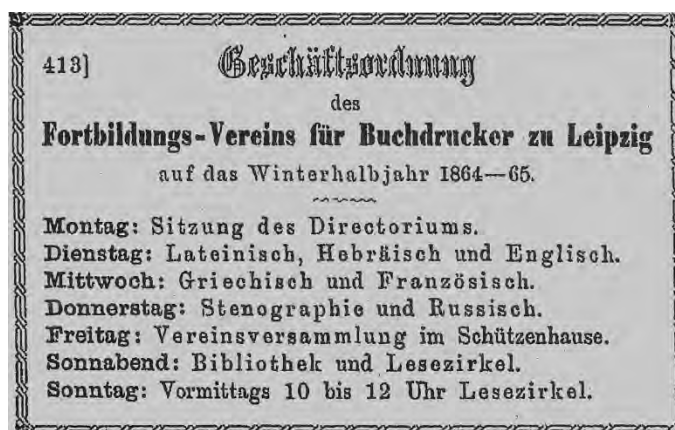 413] Geschäftsordnung
des
Fortbildungs-Vereins für Buchdrucker zu Leipzig
auf das Winterhalbjahr 1864—65.
Montag: Sitzung des Directoriums.
Dienstag: Lateinisch, Hebräisch und Englisch.
Mittwoch: Griechisch und Französisch.
Donnerstag: Stenographie und Russisch.
Freitag: Vereinsversammlung im Schützenhause.
Sonnabend: Bibliothek und Lesezirkel.
Sonntag: Vormittags 10 bis 12 Uhr Lesezirkel.